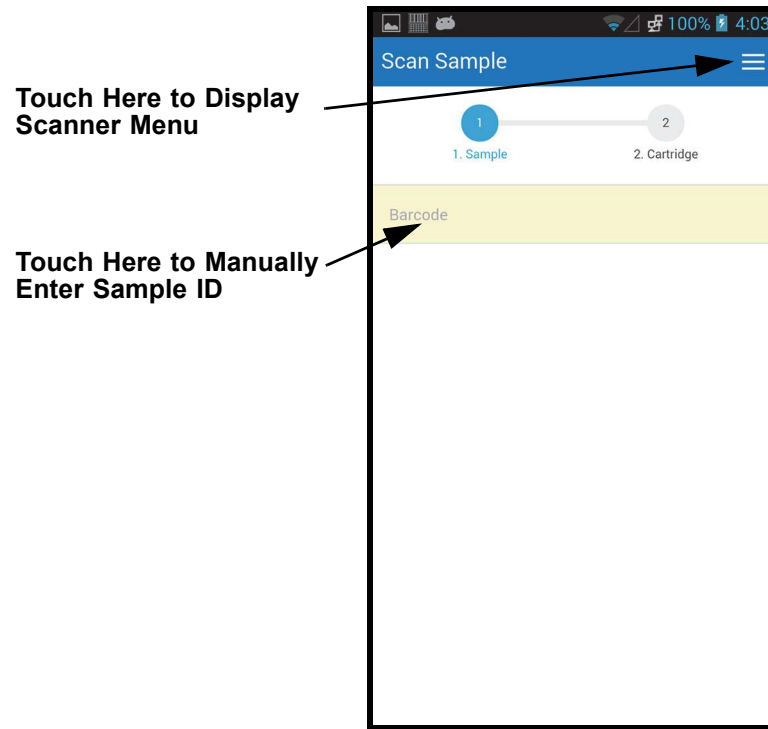 100% 4:03
Scan Sample
Touch Here to Display
Scanner Menu
1
2
1. Sample
2. Cartridge
Barcode
Touch Here to Manually
Enter Sample ID